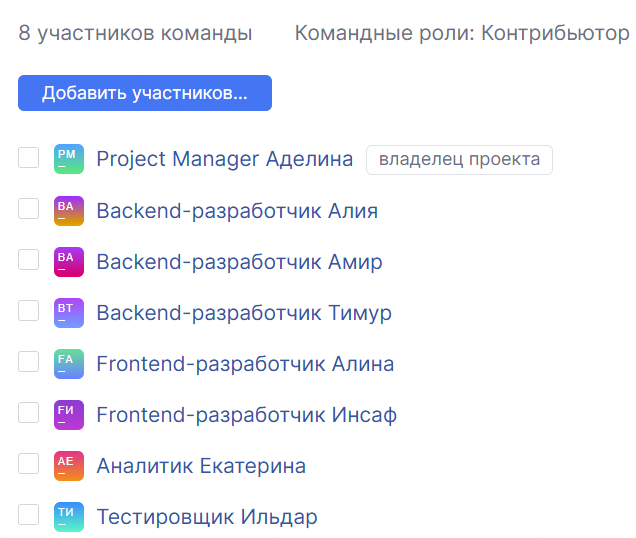 8 участников команды Командные роли: Контрибьютор
Добавить участников...
PM Project Manager Аделина владелец проекта
BA Backend-разработчик Алия
BA Backend-разработчик Амир
BT Backend-разработчик Тимур
FA Frontend-разработчик Алина
FИ Frontend-разработчик Инсаф
АЕ Аналитик Екатерина
ТИ Тестировщик Ильдар